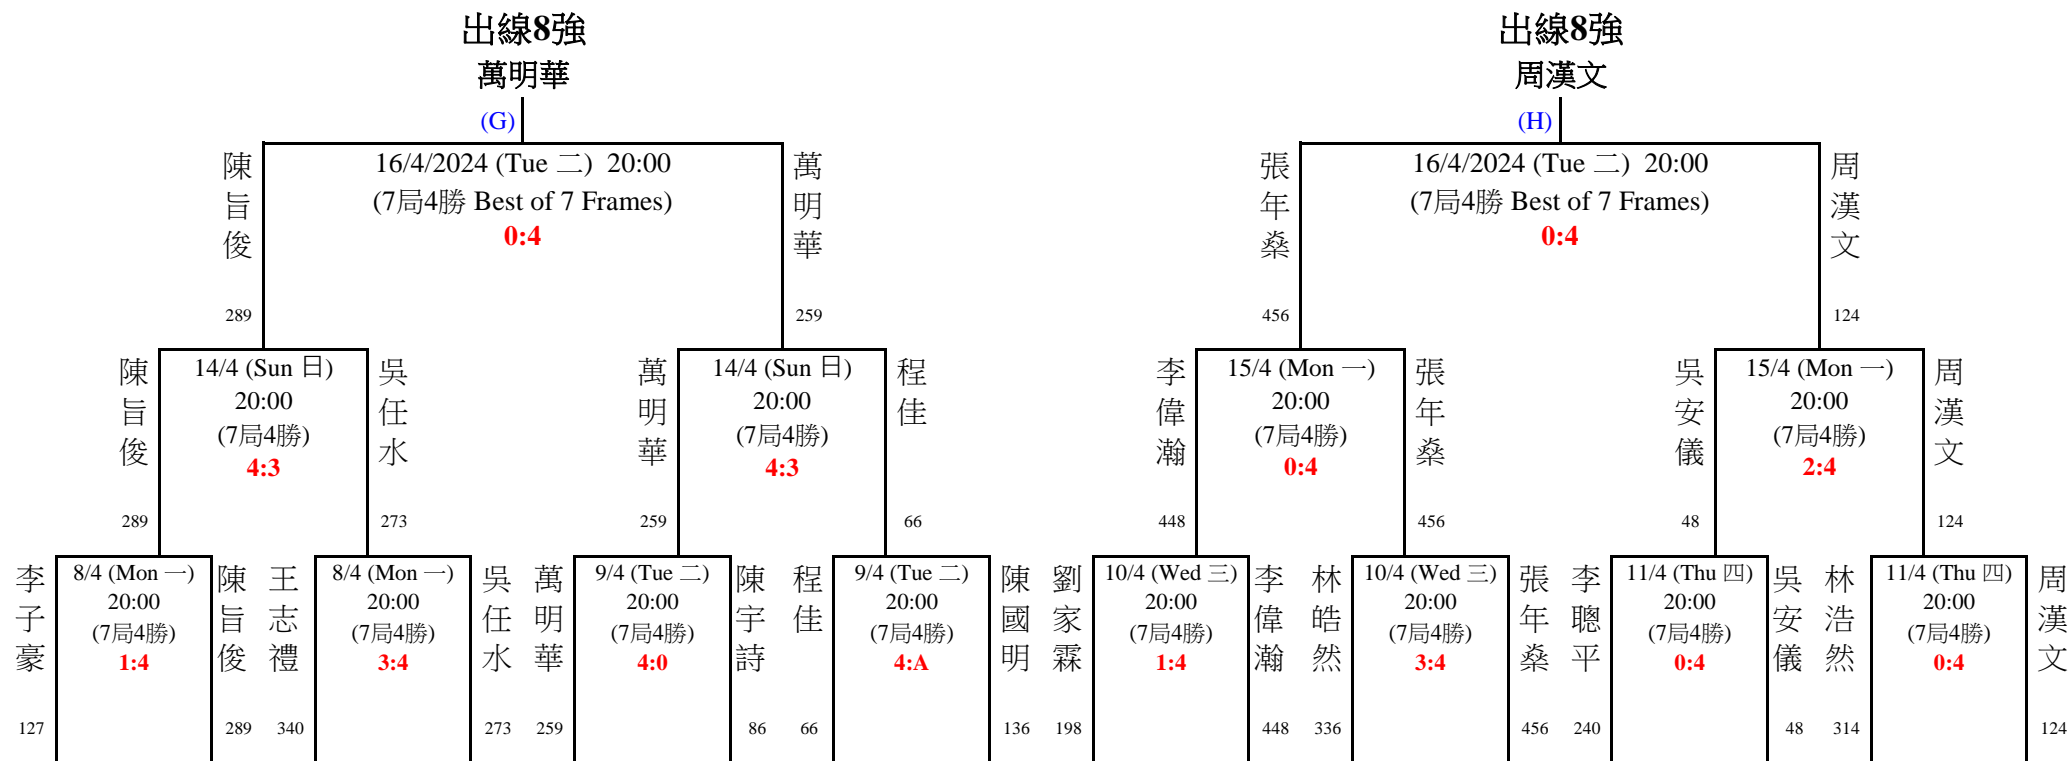 出線8強
萬明華
(G)
陳旨俊
16/4/2024 (Tue 二) 20:00
(7局4勝 Best of 7 Frames)
0:4
萬明華
289
259
出線8強
周漢文
(H)
張年燊
16/4/2024 (Tue 二) 20:00
(7局4勝 Best of 7 Frames)
0:4
周漢文
456
124
陳旨俊
14/4 (Sun 日)
20:00
(7局4勝)
4:3
吳任水
289
273
萬明華
14/4 (Sun 日)
20:00
(7局4勝)
4:3
程佳
259
66
李偉瀚
15/4 (Mon 一)
20:00
(7局4勝)
0:4
張年燊
448
456
吳安儀
15/4 (Mon 一)
20:00
(7局4勝)
2:4
周漢文
48
124
李子豪
8/4 (Mon 一)
20:00
(7局4勝)
1:4
陳旨俊
127
289
王志禮
8/4 (Mon 一)
20:00
(7局4勝)
3:4
吳任水
340
273
萬明華
9/4 (Tue 二)
20:00
(7局4勝)
4:0
陳宇詩
259
86
程佳
9/4 (Tue 二)
20:00
(7局4勝)
4:A
陳國明
66
136
劉家霖
10/4 (Wed 三)
20:00
(7局4勝)
1:4
李偉瀚
198
448
林皓然
10/4 (Wed 三)
20:00
(7局4勝)
3:4
張年燊
336
456
李聰平
11/4 (Thu 四)
20:00
(7局4勝)
0:4
吳安儀
240
48
林浩然
11/4 (Thu 四)
20:00
(7局4勝)
0:4
周漢文
314
124